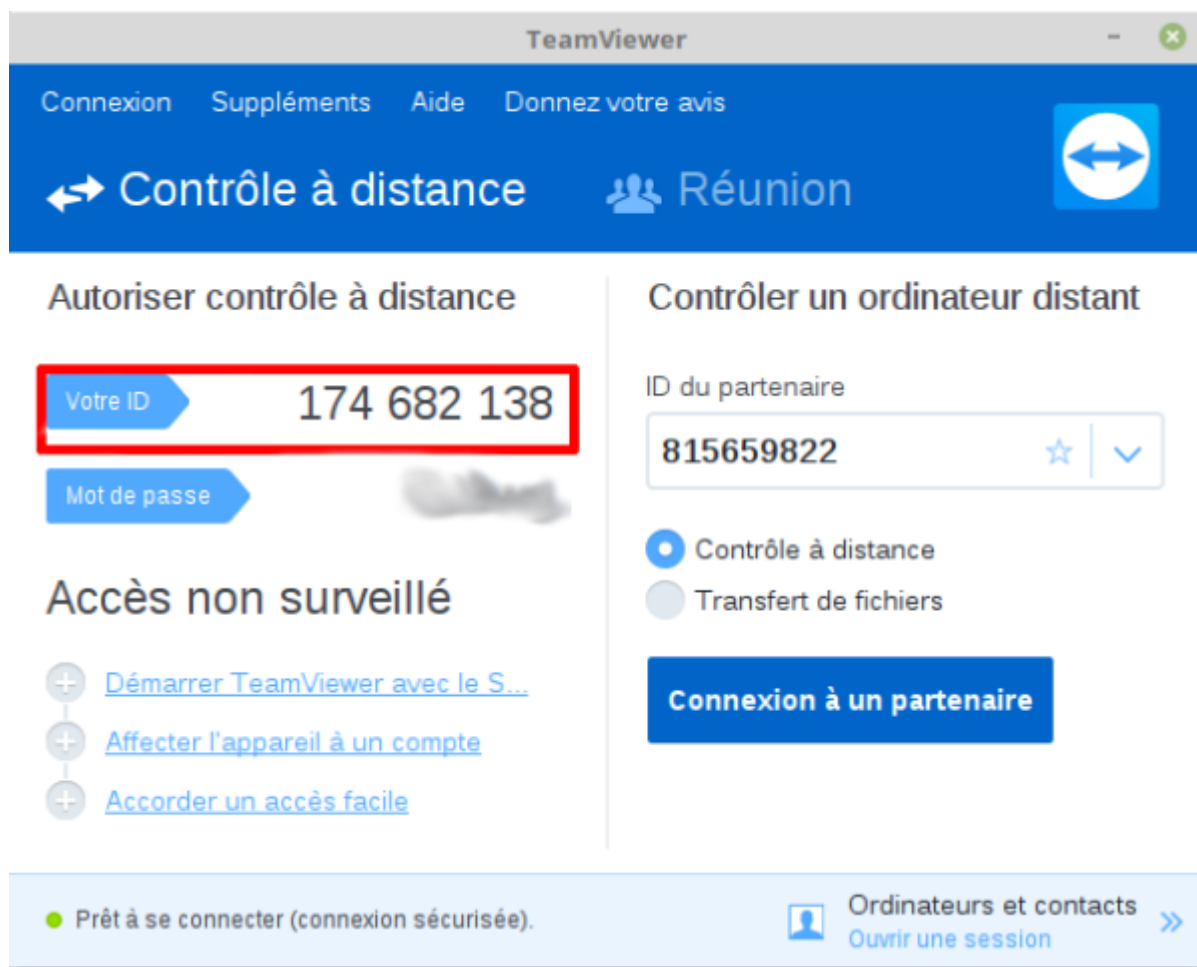 TeamViewer
Connexion Suppléments Aide Donnez votre avis
Contrôle à distance Réunion
Autoriser contrôle à distance
Votre ID 174 682 138
Mot de passe
Accès non surveillé
Démarrer TeamViewer avec le S...
Affecter l'appareil à un compte
Accorder un accès facile
Contrôler un ordinateur distant
ID du partenaire
815659822
Contrôle à distance
Transfert de fichiers
Connexion à un partenaire
Prêt à se connecter (connexion sécurisée).
Ordinateurs et contacts
Ouvrir une session